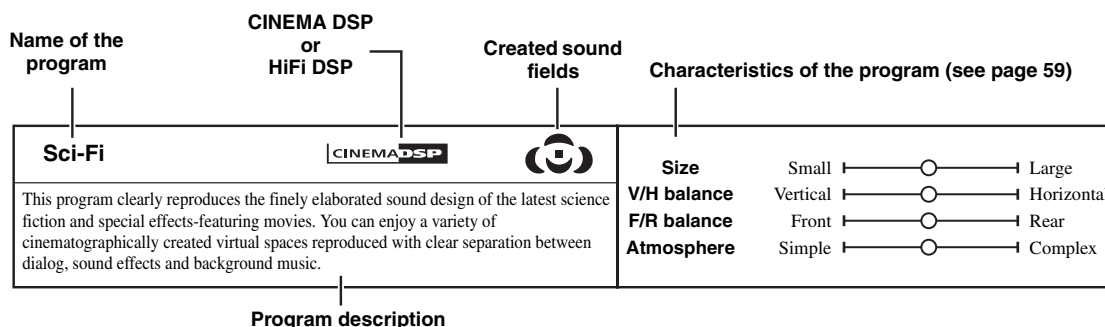 Name of the
program
CINEMA DSP
or
HiFi DSP
Created sound
fields
Characteristics of the program (see page 59)
Sci-Fi
CINEMADSP
This program clearly reproduces the finely elaborated sound design of the latest science
fiction and special effects-featuring movies. You can enjoy a variety of
cinematographically created virtual spaces reproduced with clear separation between
dialog, sound effects and background music.
Size Small Large
V/H balance Vertical Horizontal
F/R balance Front Rear
Atmosphere Simple Complex
Program description